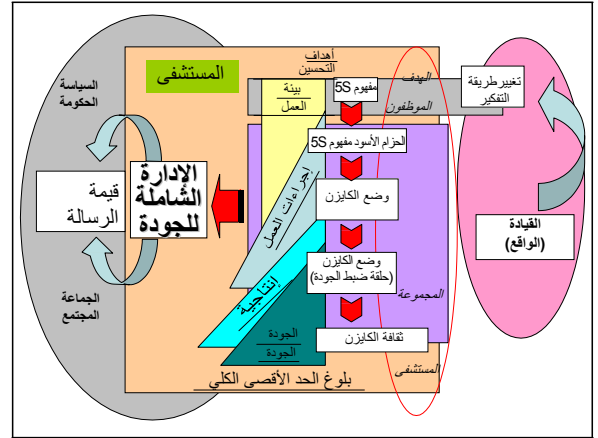 أهداف
التحسين
المستشفى
السياسة
الحكومة
بيئة
العمل
مفهوم 5S
الهدف
الموظفون
تغييرطريقة
التفكير
الحزام الأسود مفهوم 5S
إجراءات العمل
وضع الكايزن
الإدارة
الشاملة
للجودة
قيمة
الرسالة
القيادة
(الواقع)
وضع الكايزن
(حلقة ضبط الجودة)
إنتاجية
المجموعة
الجماعة
المجتمع
الجودة
الجودة
ثقافة الكايزن
المستشفى
بلوغ الحد الأقصى الكلي